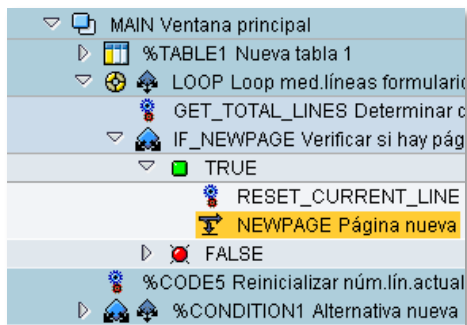 MAIN Ventana principal
%TABLE1 Nueva tabla 1
LOOP Loop med.líneas formulario
GET_TOTAL_LINES Determinar c
IF_NEWPAGE Verificar si hay pág
TRUE
RESET_CURRENT_LINE
NEWPAGE Página nueva
FALSE
%CODE5 Reinicializar núm.lín.actual
%CONDITION1 Alternativa nueva